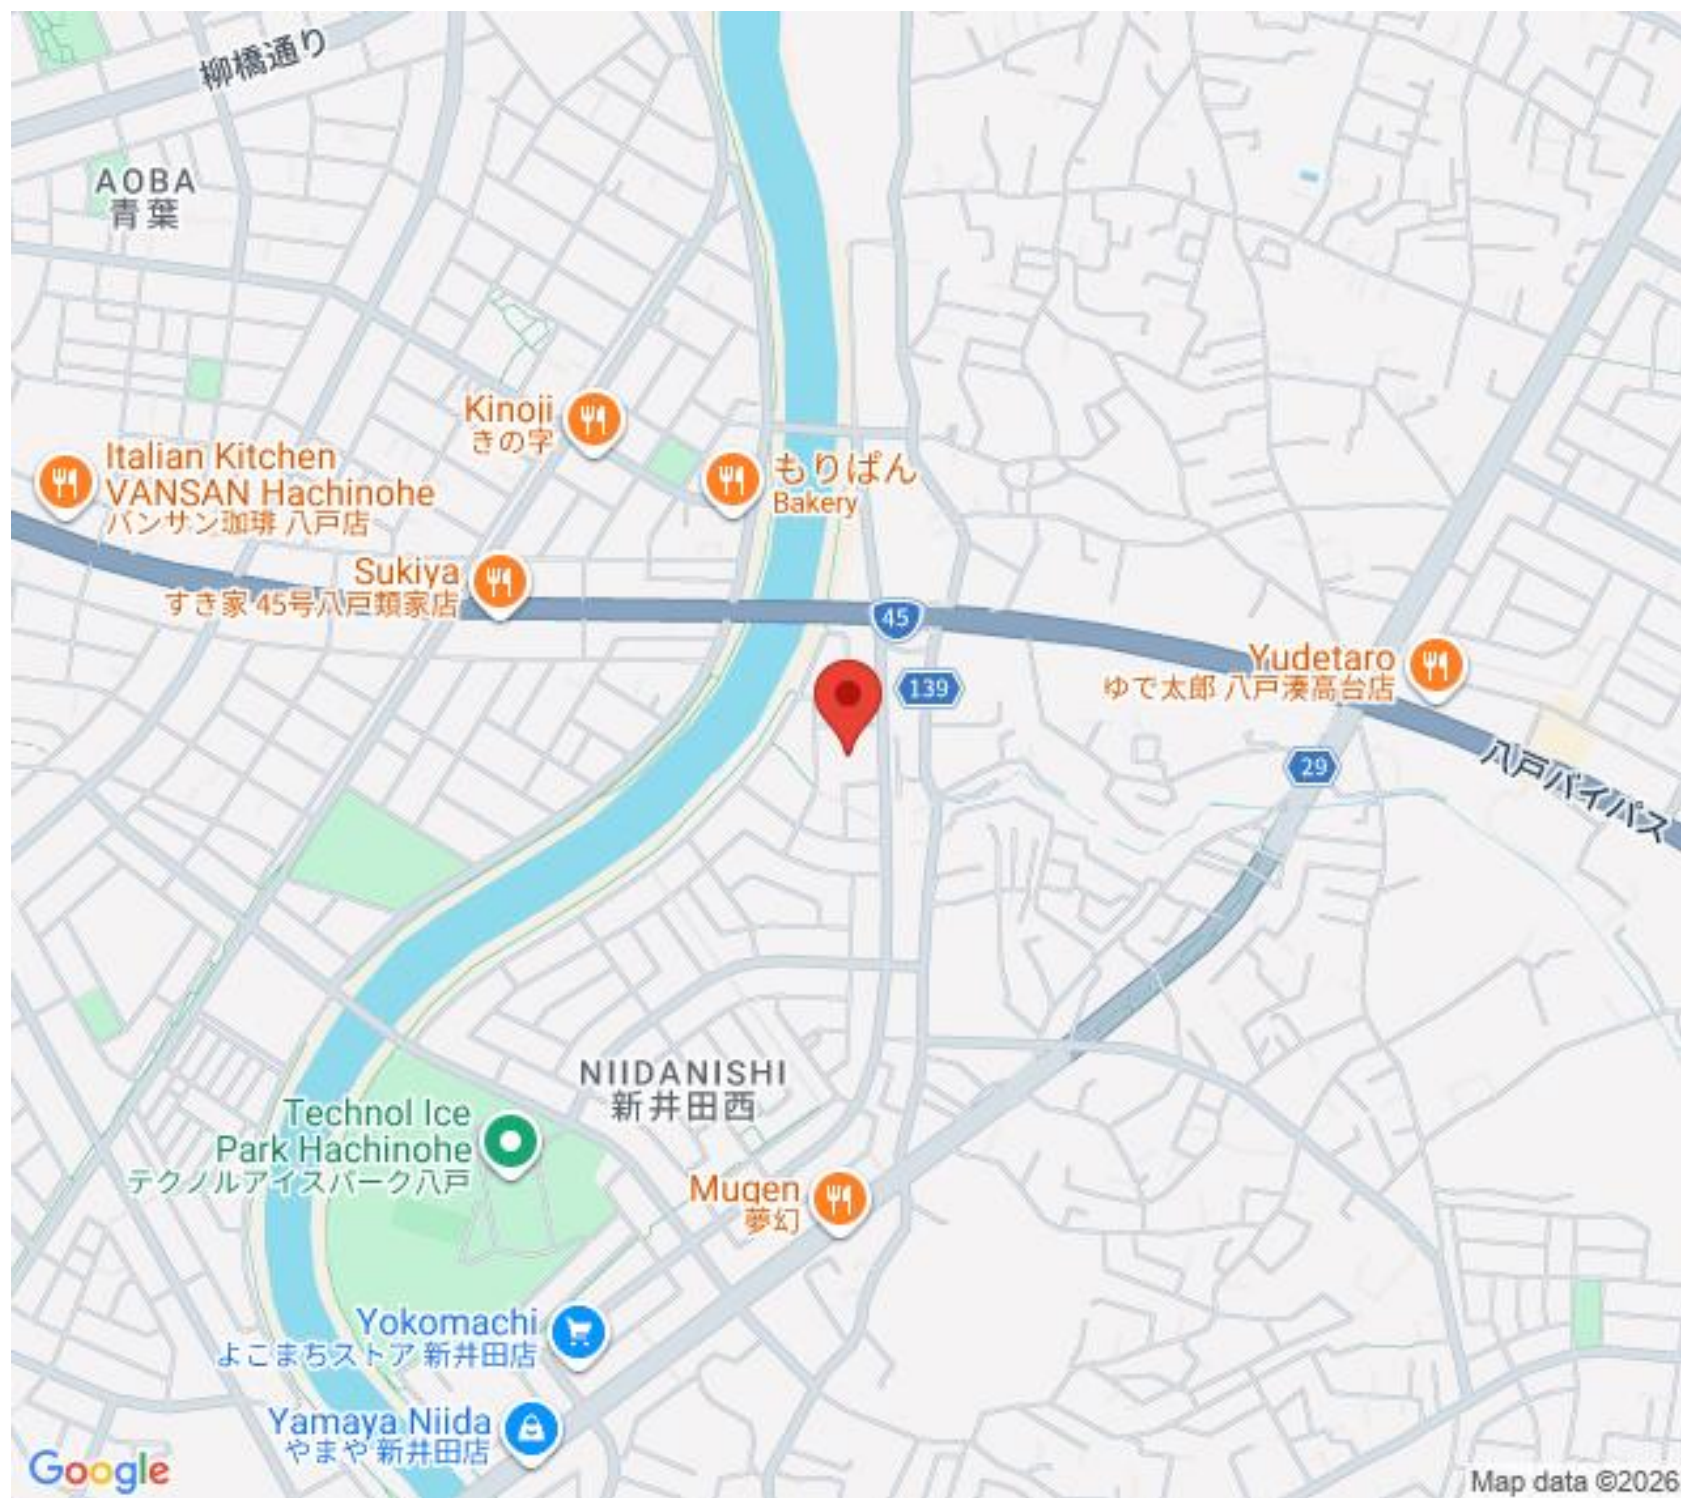 柳橋通り
AOBA
青葉
Kinoji
きの字
Italian Kitchen
VANSAN Hachinohe
バンサン珈琲 八戸店
もりぱん
Bakery
Sukiya
すき家 45号八戸類家店
45
139
Yudetaro
ゆで太郎 八戸湊高台店
29
八戸バイパス
NIIDANISHI
新井田西
Technol Ice
Park Hachinohe
テクノルアイスパーク八戸
Mugen
夢幻
Yokomachi
よこまちストア 新井田店
Yamaya Niida
やまや 新井田店
Google
Map data ©2026